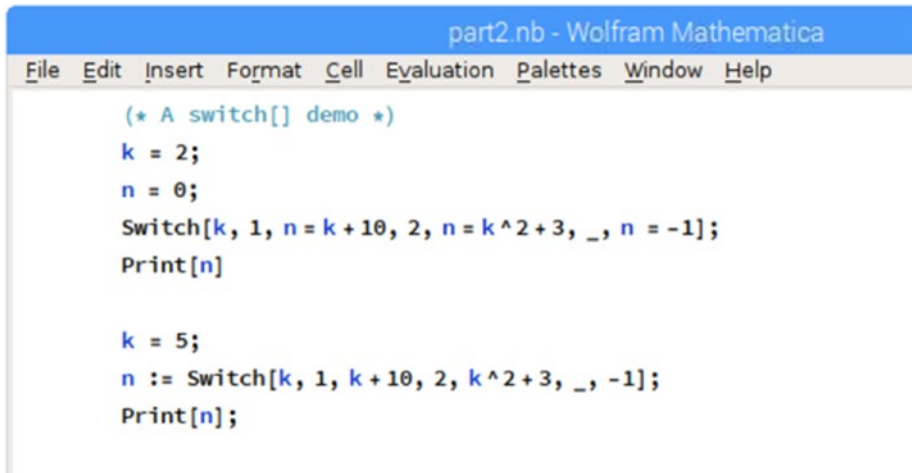 part2.nb - Wolfram Mathematica
File Edit Insert Format Cell Evaluation Palettes Window Help
(* A switch[] demo *)
k = 2;
n = 0;
Switch[k, 1, n = k + 10, 2, n = k ^ 2 + 3, _, n = -1];
Print[n]
k = 5;
n := Switch[k, 1, k + 10, 2, k ^ 2 + 3, _, -1];
Print[n];